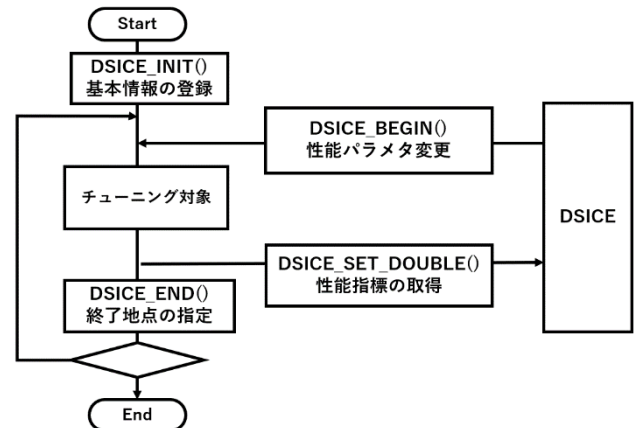 Start
DSICE_INIT()
基本情報の登録
DSICE_BEGIN()
性能パラメタ変更
チューニング対象
DSICE
DSICE_SET_DOUBLE()
性能指標の取得
DSICE_END()
終了地点の指定
End